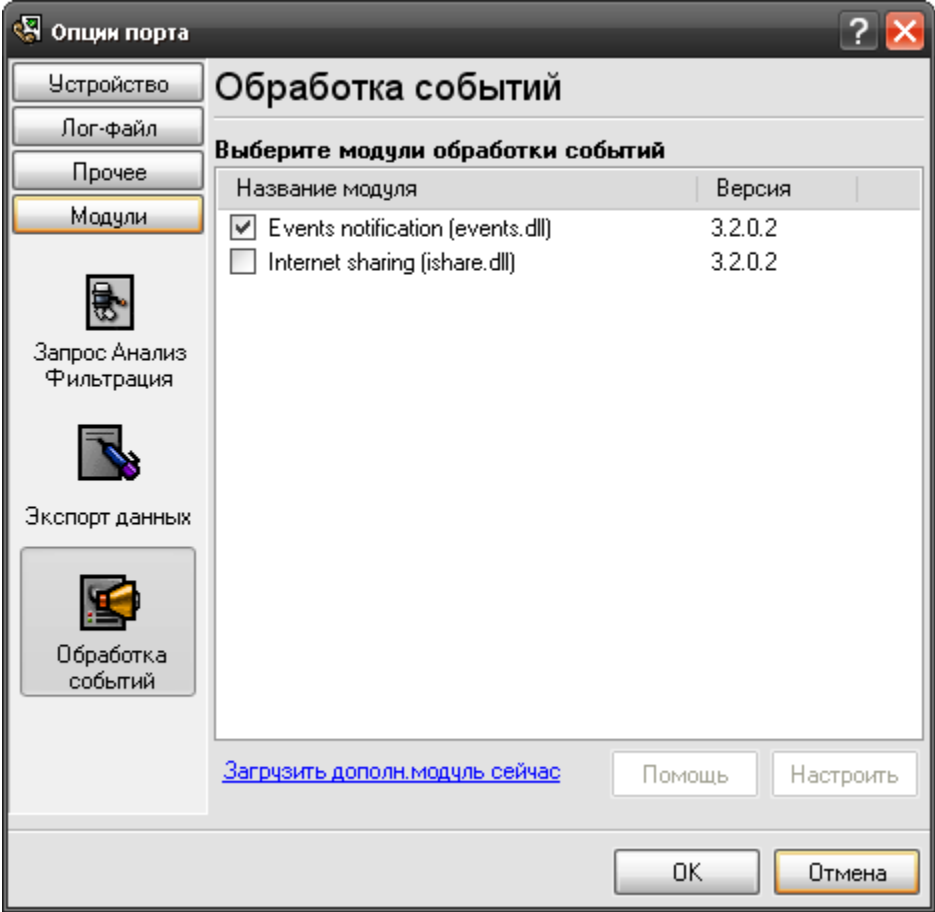 Опции порта
?
Устройство
Лог-файл
Прочее
Модули
Запрос Анализ
Фильтрация
Экспорт данных
Обработка
событий
Обработка событий
Выберите модули обработки событий
Название модуля Версия
Events notification (events.dll) 3.2.0.2
Internet sharing (ishare.dll) 3.2.0.2
Загрузить дополн.модуль сейчас
Помощь
Настроить
OK
Отмена